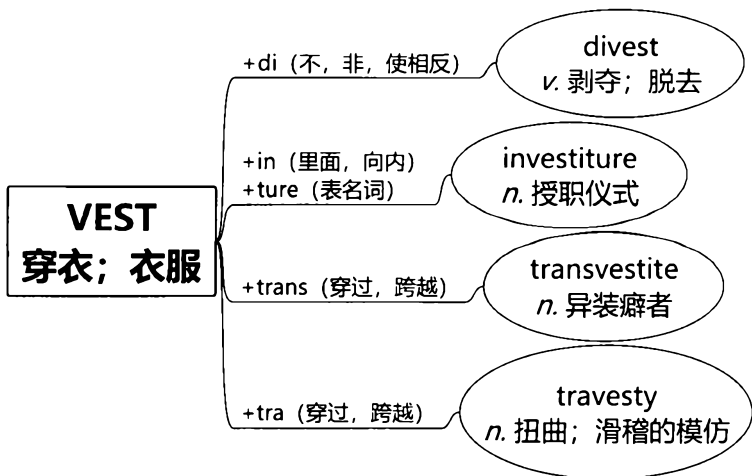 VEST
穿衣；衣服
+di（不，非，使相反）
divest
v. 剥夺；脱去
+in（里面，向内）
+ture（表名词）
investiture
n. 授职仪式
+trans（穿过，跨越）
transvestite
n. 异装癖者
+tra（穿过，跨越）
travesty
n. 扭曲；滑稽的模仿